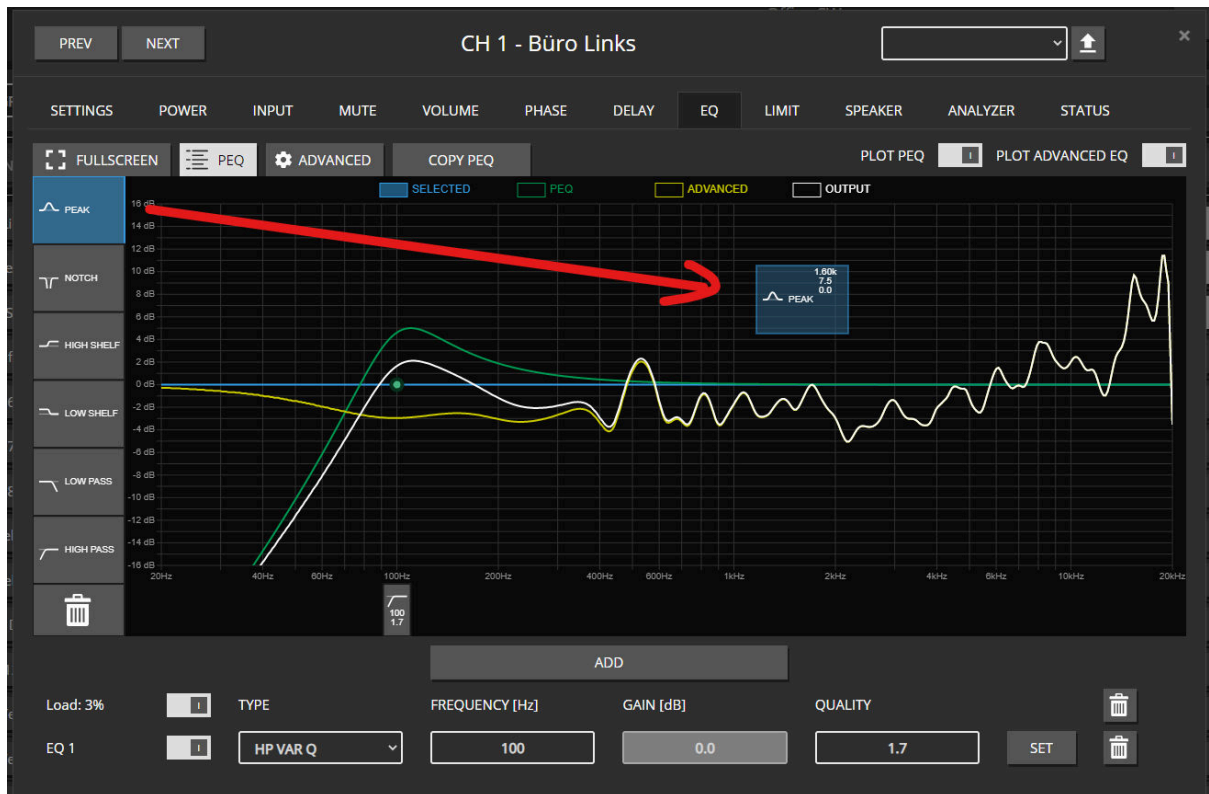 PREV NEXT CH 1 - Büro Links ×
SETTINGS POWER INPUT MUTE VOLUME PHASE DELAY EQ LIMIT SPEAKER ANALYZER STATUS
FULLSCREEN PEQ ADVANCED COPY PEQ PLOT PEQ I PLOT ADVANCED EQ I
SELECTED PEQ ADVANCED OUTPUT
PEAK
NOTCH
HIGH SHELF
LOW SHELF
LOW PASS
HIGH PASS
16 dB
14 dB
12 dB
10 dB
8 dB
6 dB
4 dB
2 dB
0 dB
-2 dB
-4 dB
-6 dB
-8 dB
-10 dB
-12 dB
-14 dB
-16 dB
1.60k
7.5
0.0
PEAK
20Hz 40Hz 60Hz 100Hz 200Hz 400Hz 600Hz 1kHz 2kHz 4kHz 6kHz 10kHz 20kHz
100
1.7
ADD
Load: 3% I TYPE FREQUENCY [Hz] GAIN [dB] QUALITY
EQ 1 I HP VAR Q 100 0.0 1.7 SET